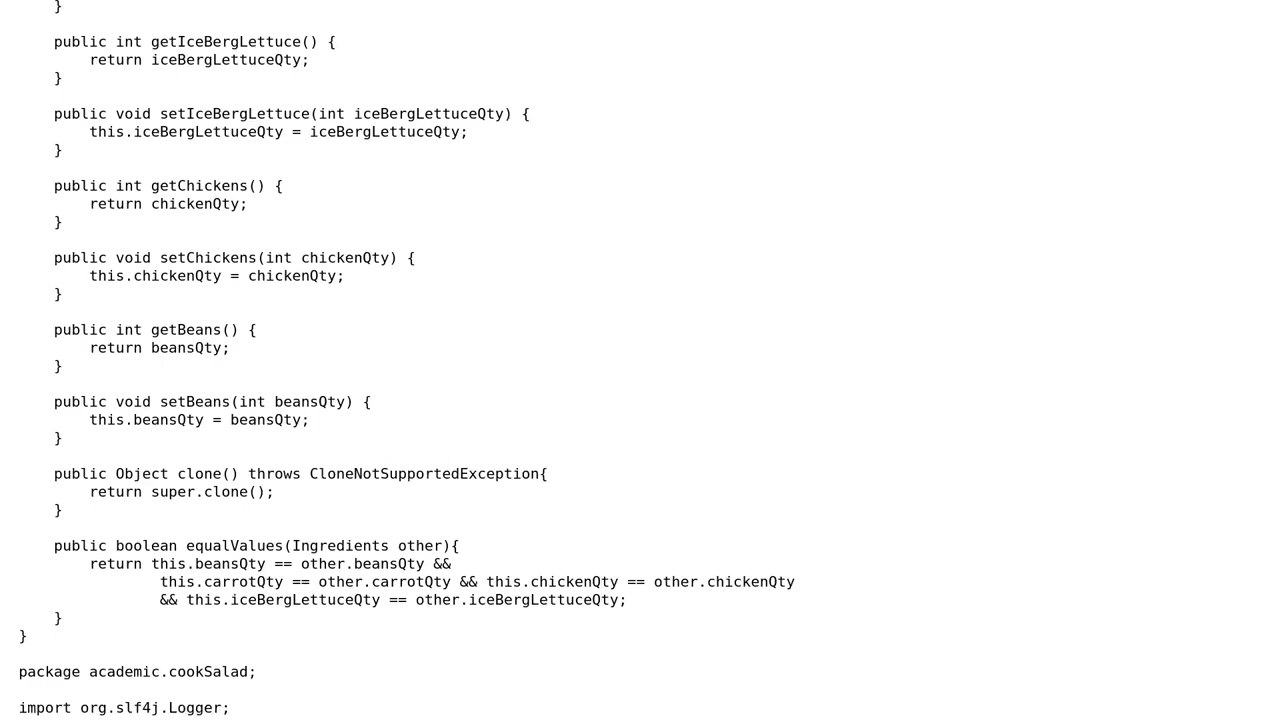 }

    public int getIceBergLettuce() {
        return iceBergLettuceQty;
    }

    public void setIceBergLettuce(int iceBergLettuceQty) {
        this.iceBergLettuceQty = iceBergLettuceQty;
    }

    public int getChickens() {
        return chickenQty;
    }

    public void setChickens(int chickenQty) {
        this.chickenQty = chickenQty;
    }

    public int getBeans() {
        return beansQty;
    }

    public void setBeans(int beansQty) {
        this.beansQty = beansQty;
    }

    public Object clone() throws CloneNotSupportedException{
        return super.clone();
    }

    public boolean equalValues(Ingredients other){
        return this.beansQty == other.beansQty &&
                this.carrotQty == other.carrotQty && this.chickenQty == other.chickenQty
                && this.iceBergLettuceQty == other.iceBergLettuceQty;
    }
}

package academic.cookSalad;

import org.slf4j.Logger;